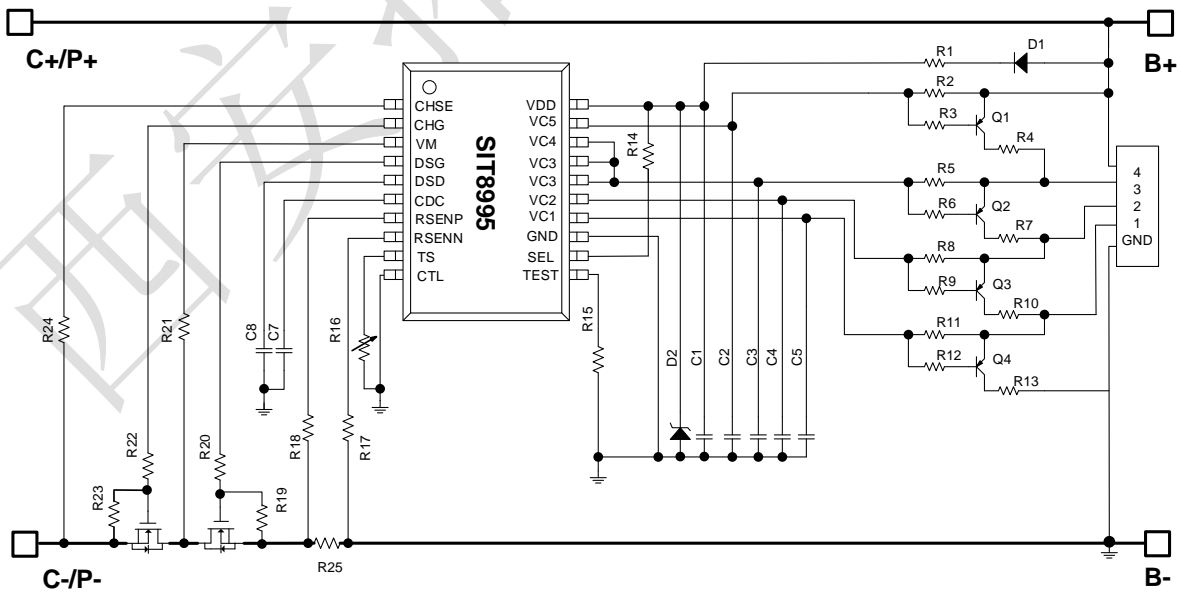 C+/P+
B+
C-/P-
B-
SIT8995
CHSE
CHG
VM
DSG
DSD
CDC
RSENP
RSENN
TS
CTL
VDD
VC5
VC4
VC3
VC3
VC2
VC1
GND
SEL
TEST
R1
D1
R2
R3
Q1
R4
R5
R6
Q2
R7
R8
R9
Q3
R10
R11
R12
Q4
R13
4
3
2
1
GND
R14
R15
D2
C1
C2
C3
C4
C5
R24
R21
C8
C7
R16
R18
R17
R22
R20
R23
R19
R25
西安